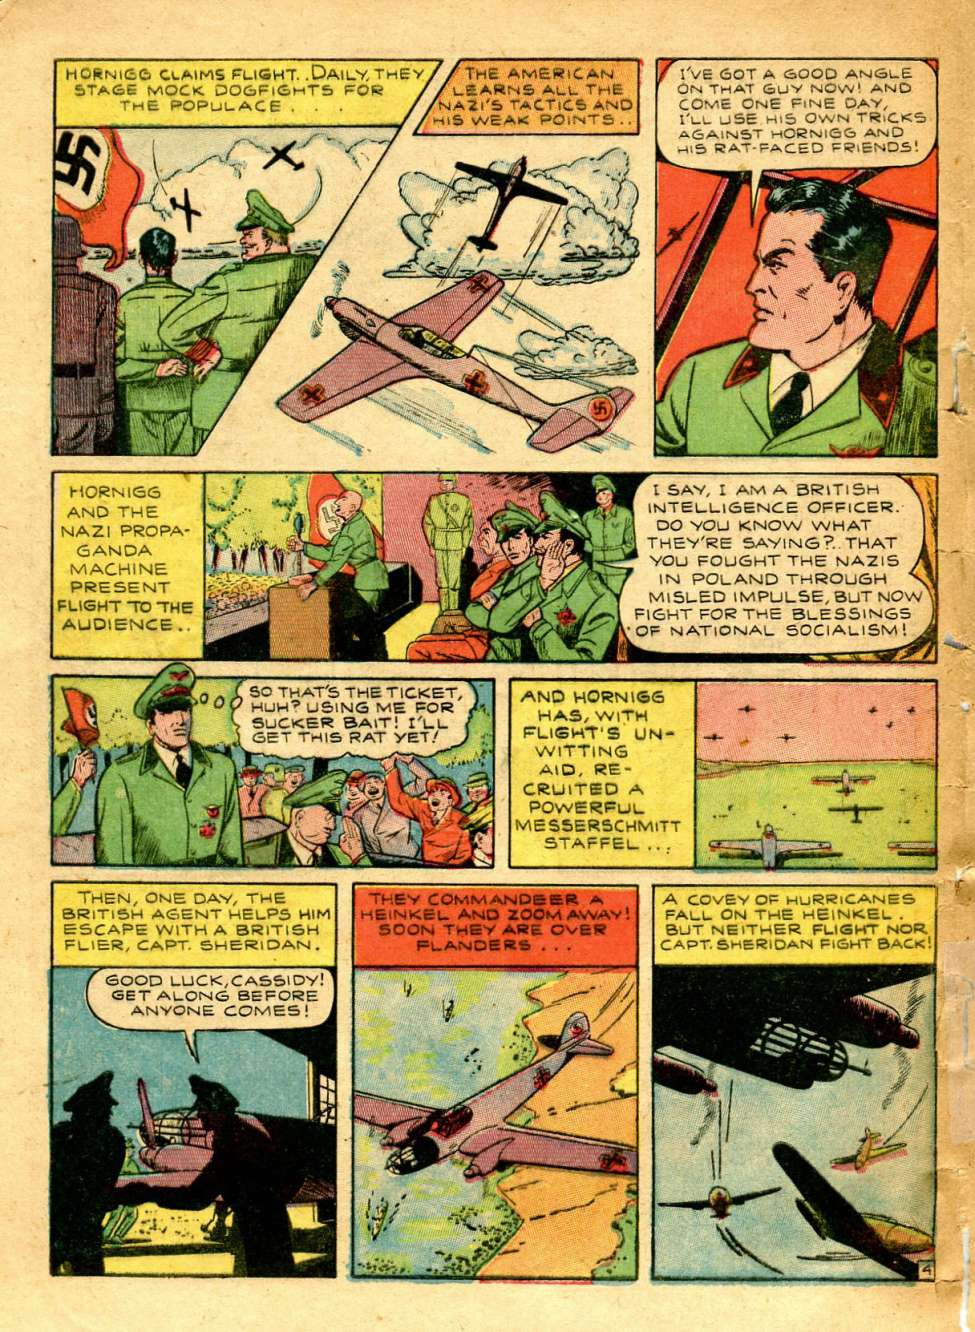 HORNIGG CLAIMS FLIGHT.. DAILY, THEY
STAGE MOCK DOGFIGHTS FOR
THE POPULACE . . .
THE AMERICAN
LEARNS ALL THE
NAZI'S TACTICS AND
HIS WEAK POINTS..
I'VE GOT A GOOD ANGLE
ON THAT GUY NOW! AND
COME ONE FINE DAY,
I'LL USE HIS OWN TRICKS
AGAINST HORNIGG AND
HIS RAT-FACED FRIENDS!
HORNIGG
AND THE
NAZI PROPA-
GANDA
MACHINE
PRESENT
FLIGHT TO THE
AUDIENCE..
I SAY, I AM A BRITISH
INTELLIGENCE OFFICER.
DO YOU KNOW WHAT
THEY'RE SAYING?.. THAT
YOU FOUGHT THE NAZIS
IN POLAND THROUGH
MISLED IMPULSE, BUT NOW
FIGHT FOR THE BLESSINGS
OF NATIONAL SOCIALISM!
SO THAT'S THE TICKET,
HUH? USING ME FOR
SUCKER BAIT! I'LL
GET THIS RAT YET!
AND HORNIGG
HAS, WITH
FLIGHT'S UN-
WITTING
AID, RE-
CRUITED A
POWERFUL
MESSERSCHMITT
STAFFEL...
THEN, ONE DAY, THE
BRITISH AGENT HELPS HIM
ESCAPE WITH A BRITISH
FLIER, CAPT. SHERIDAN.
GOOD LUCK, CASSIDY!
GET ALONG BEFORE
ANYONE COMES!
THEY COMMANDEER A
HEINKEL AND ZOOM AWAY!
SOON THEY ARE OVER
FLANDERS . . .
A COVEY OF HURRICANES
FALL ON THE HEINKEL.
BUT NEITHER FLIGHT NOR
CAPT. SHERIDAN FIGHT BACK!
4